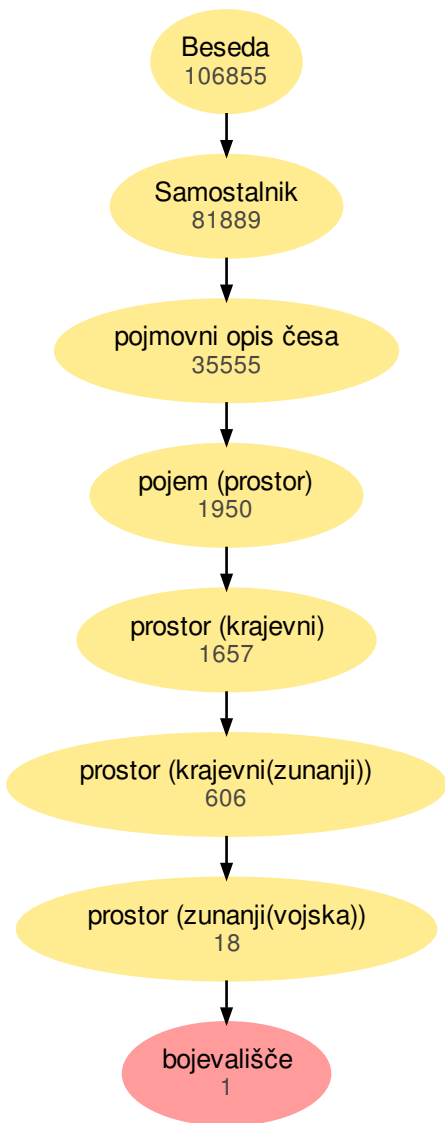 Beseda
106855
Samostalnik
81889
pojmovni opis česa
35555
pojem (prostor)
1950
prostor (krajevni)
1657
prostor (krajevni(zunanji))
606
prostor (zunanji(vojska))
18
bojevališče
1